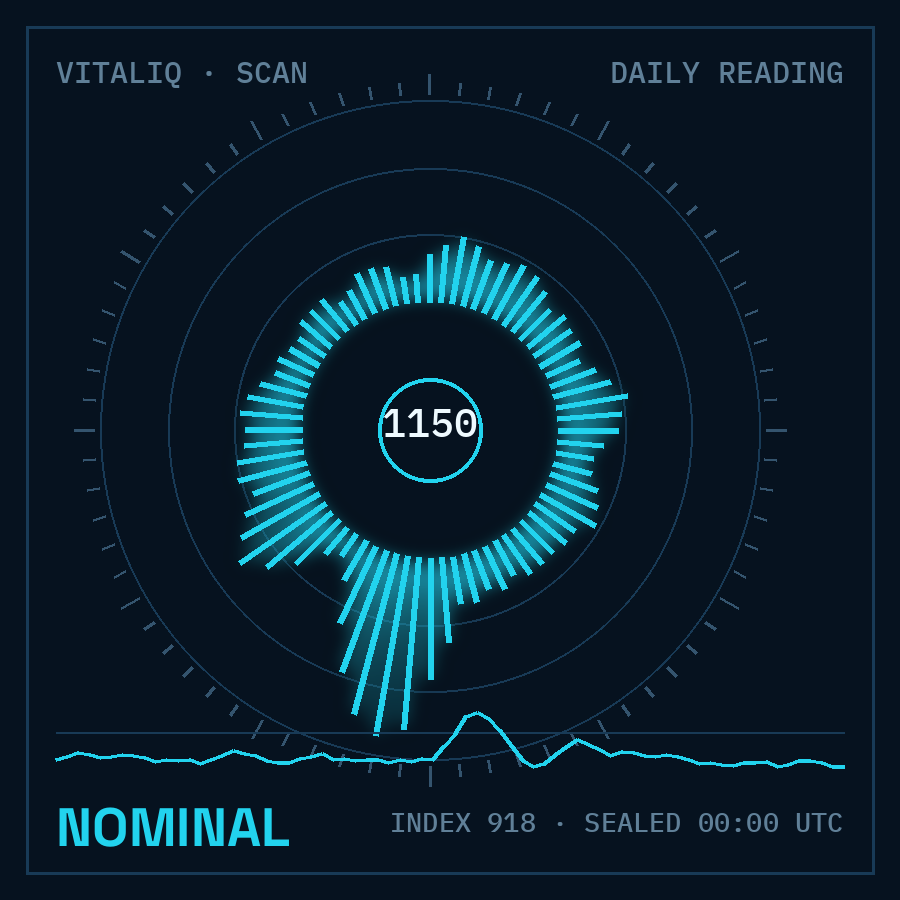 VITALIQ · SCAN
DAILY READING
1150
NOMINAL
INDEX 918 · SEALED 00:00 UTC